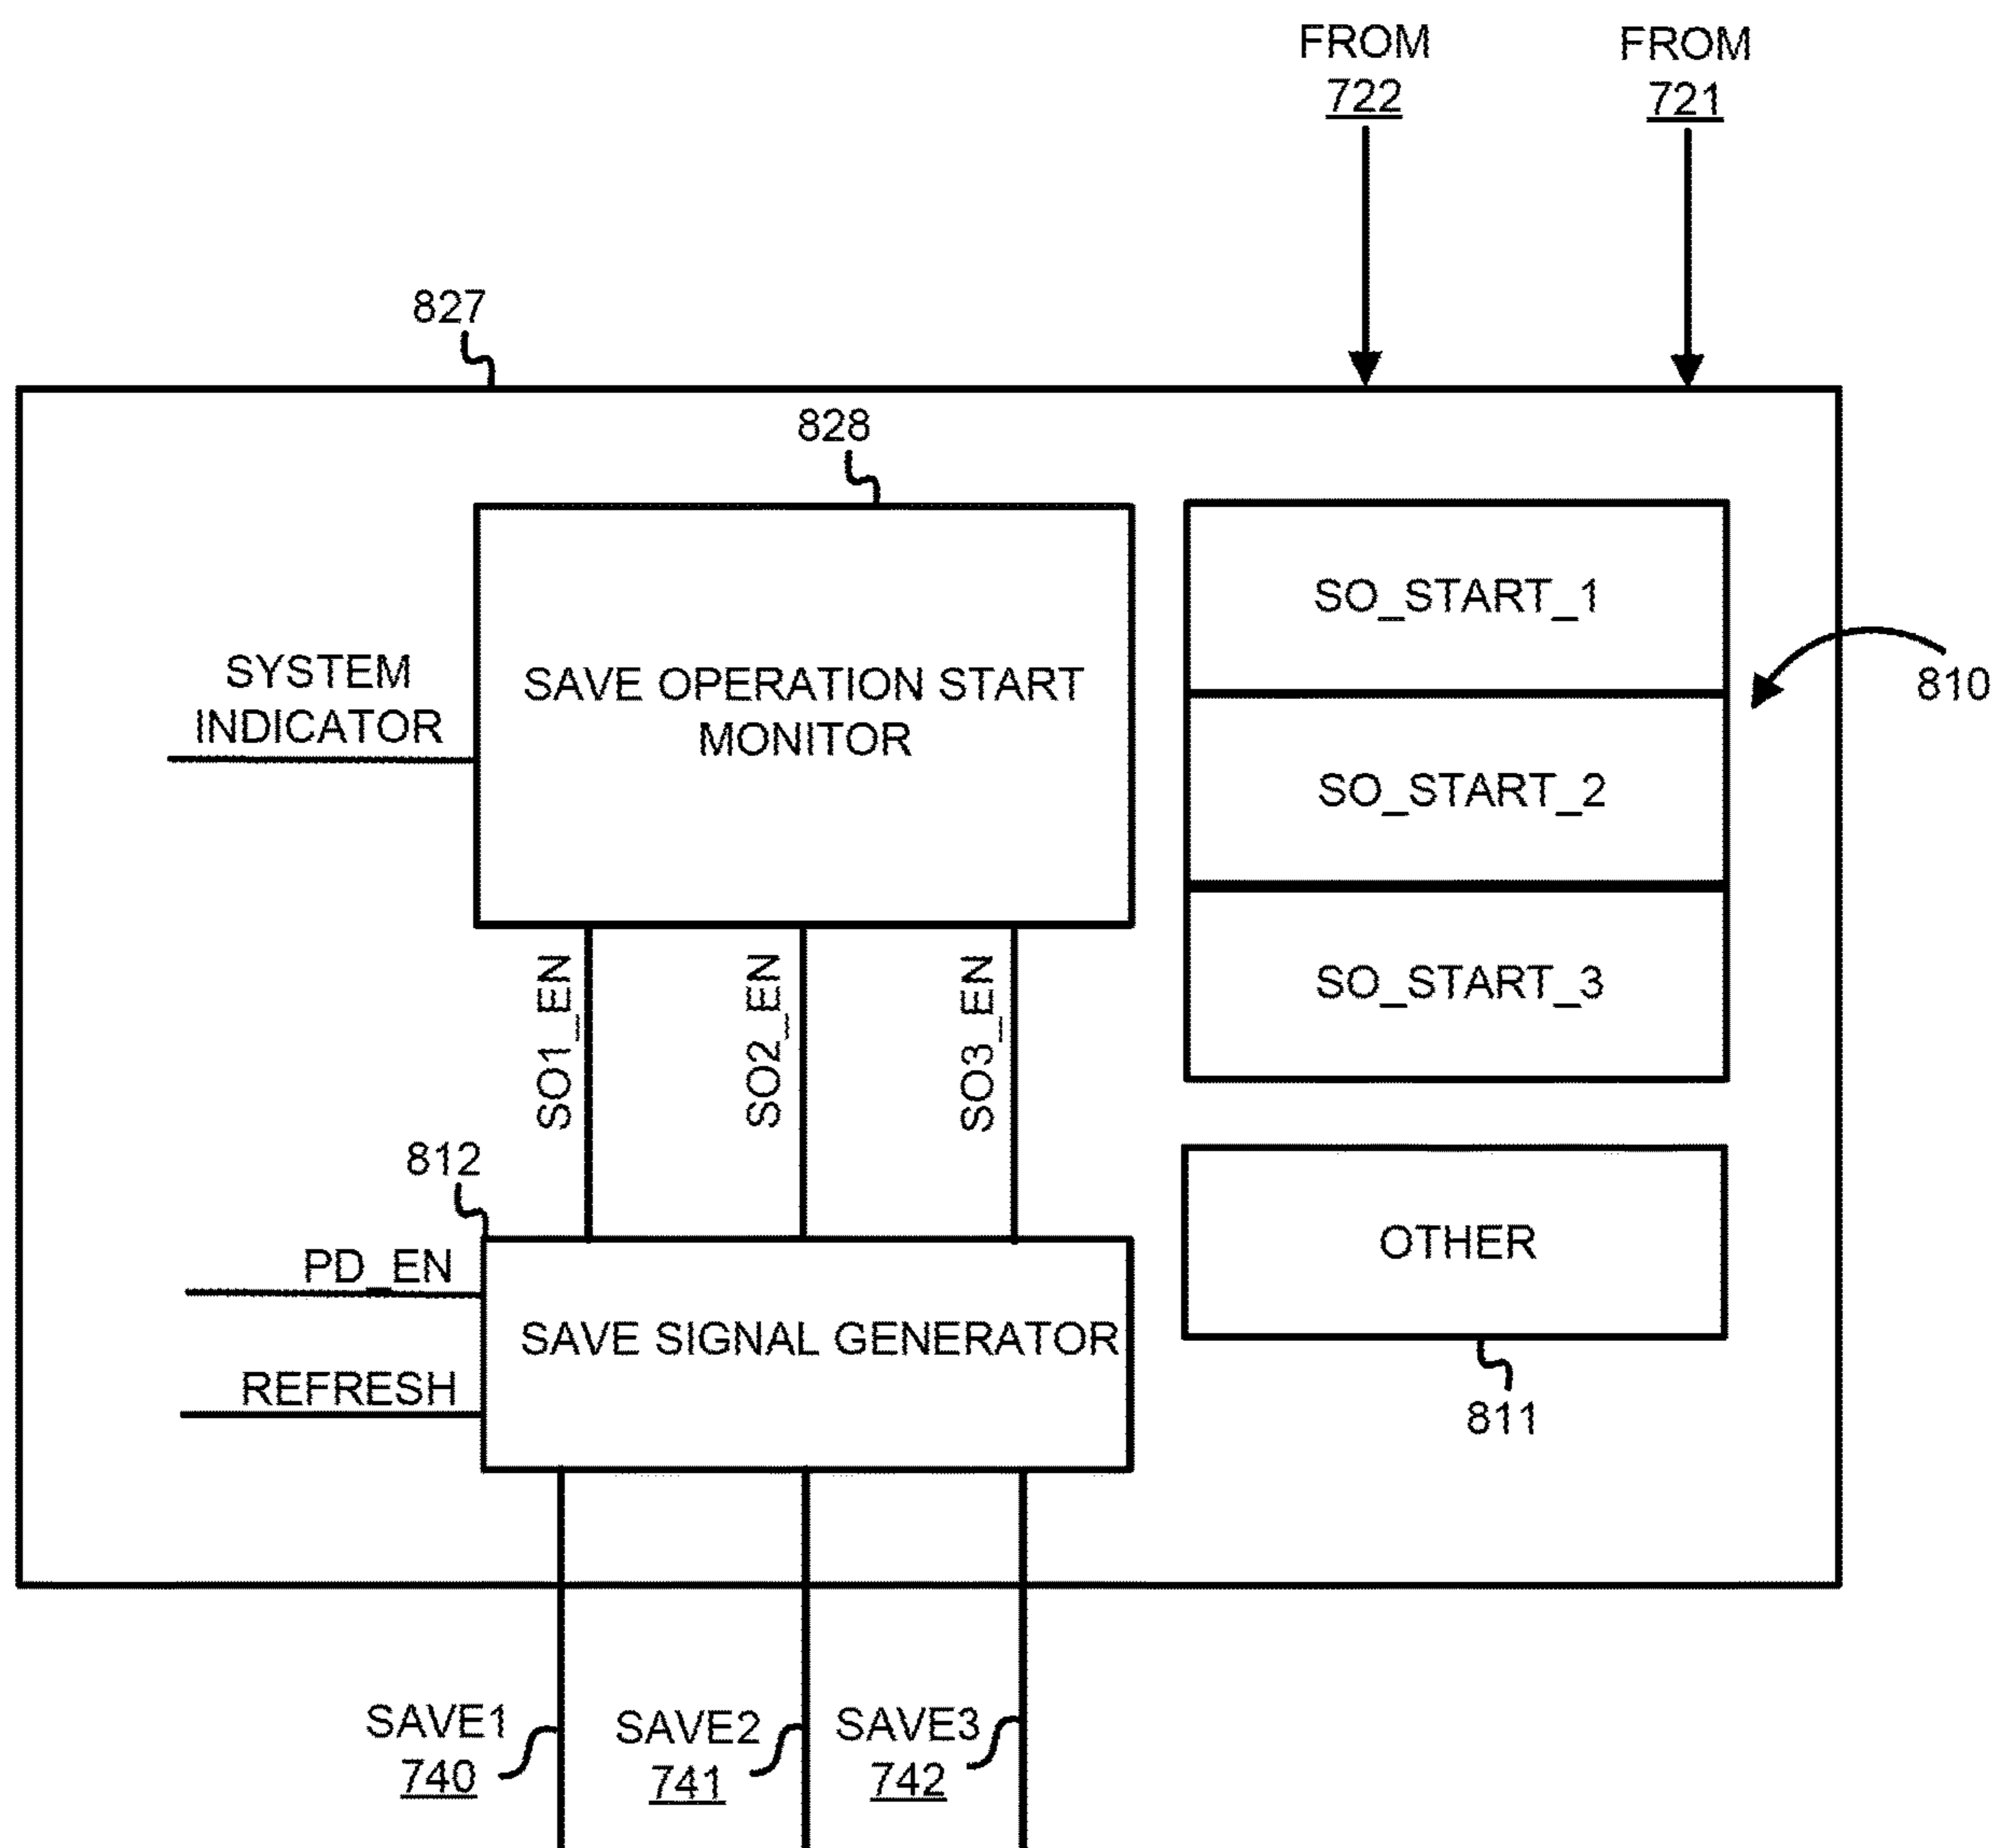 FROM
722
FROM
721
827
828
SYSTEM
INDICATOR
SAVE OPERATION START
MONITOR
SO_START_1
SO_START_2
SO_START_3
810
SO1_EN
SO2_EN
SO3_EN
812
PD_EN
REFRESH
SAVE SIGNAL GENERATOR
OTHER
811
SAVE1
740
SAVE2
741
SAVE3
742